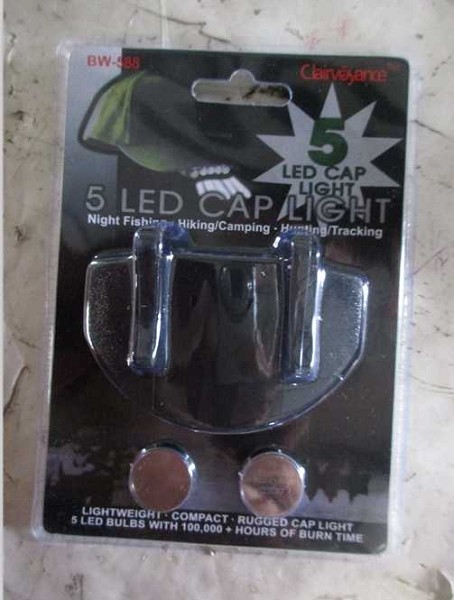 BW-588
Clairvoyance
5
LED CAP
LIGHT
5 LED CAP LIGHT
Night Fishing · Hiking/Camping · Hunting/Tracking
LIGHTWEIGHT · COMPACT · RUGGED CAP LIGHT
5 LED BULBS WITH 100,000 + HOURS OF BURN TIME